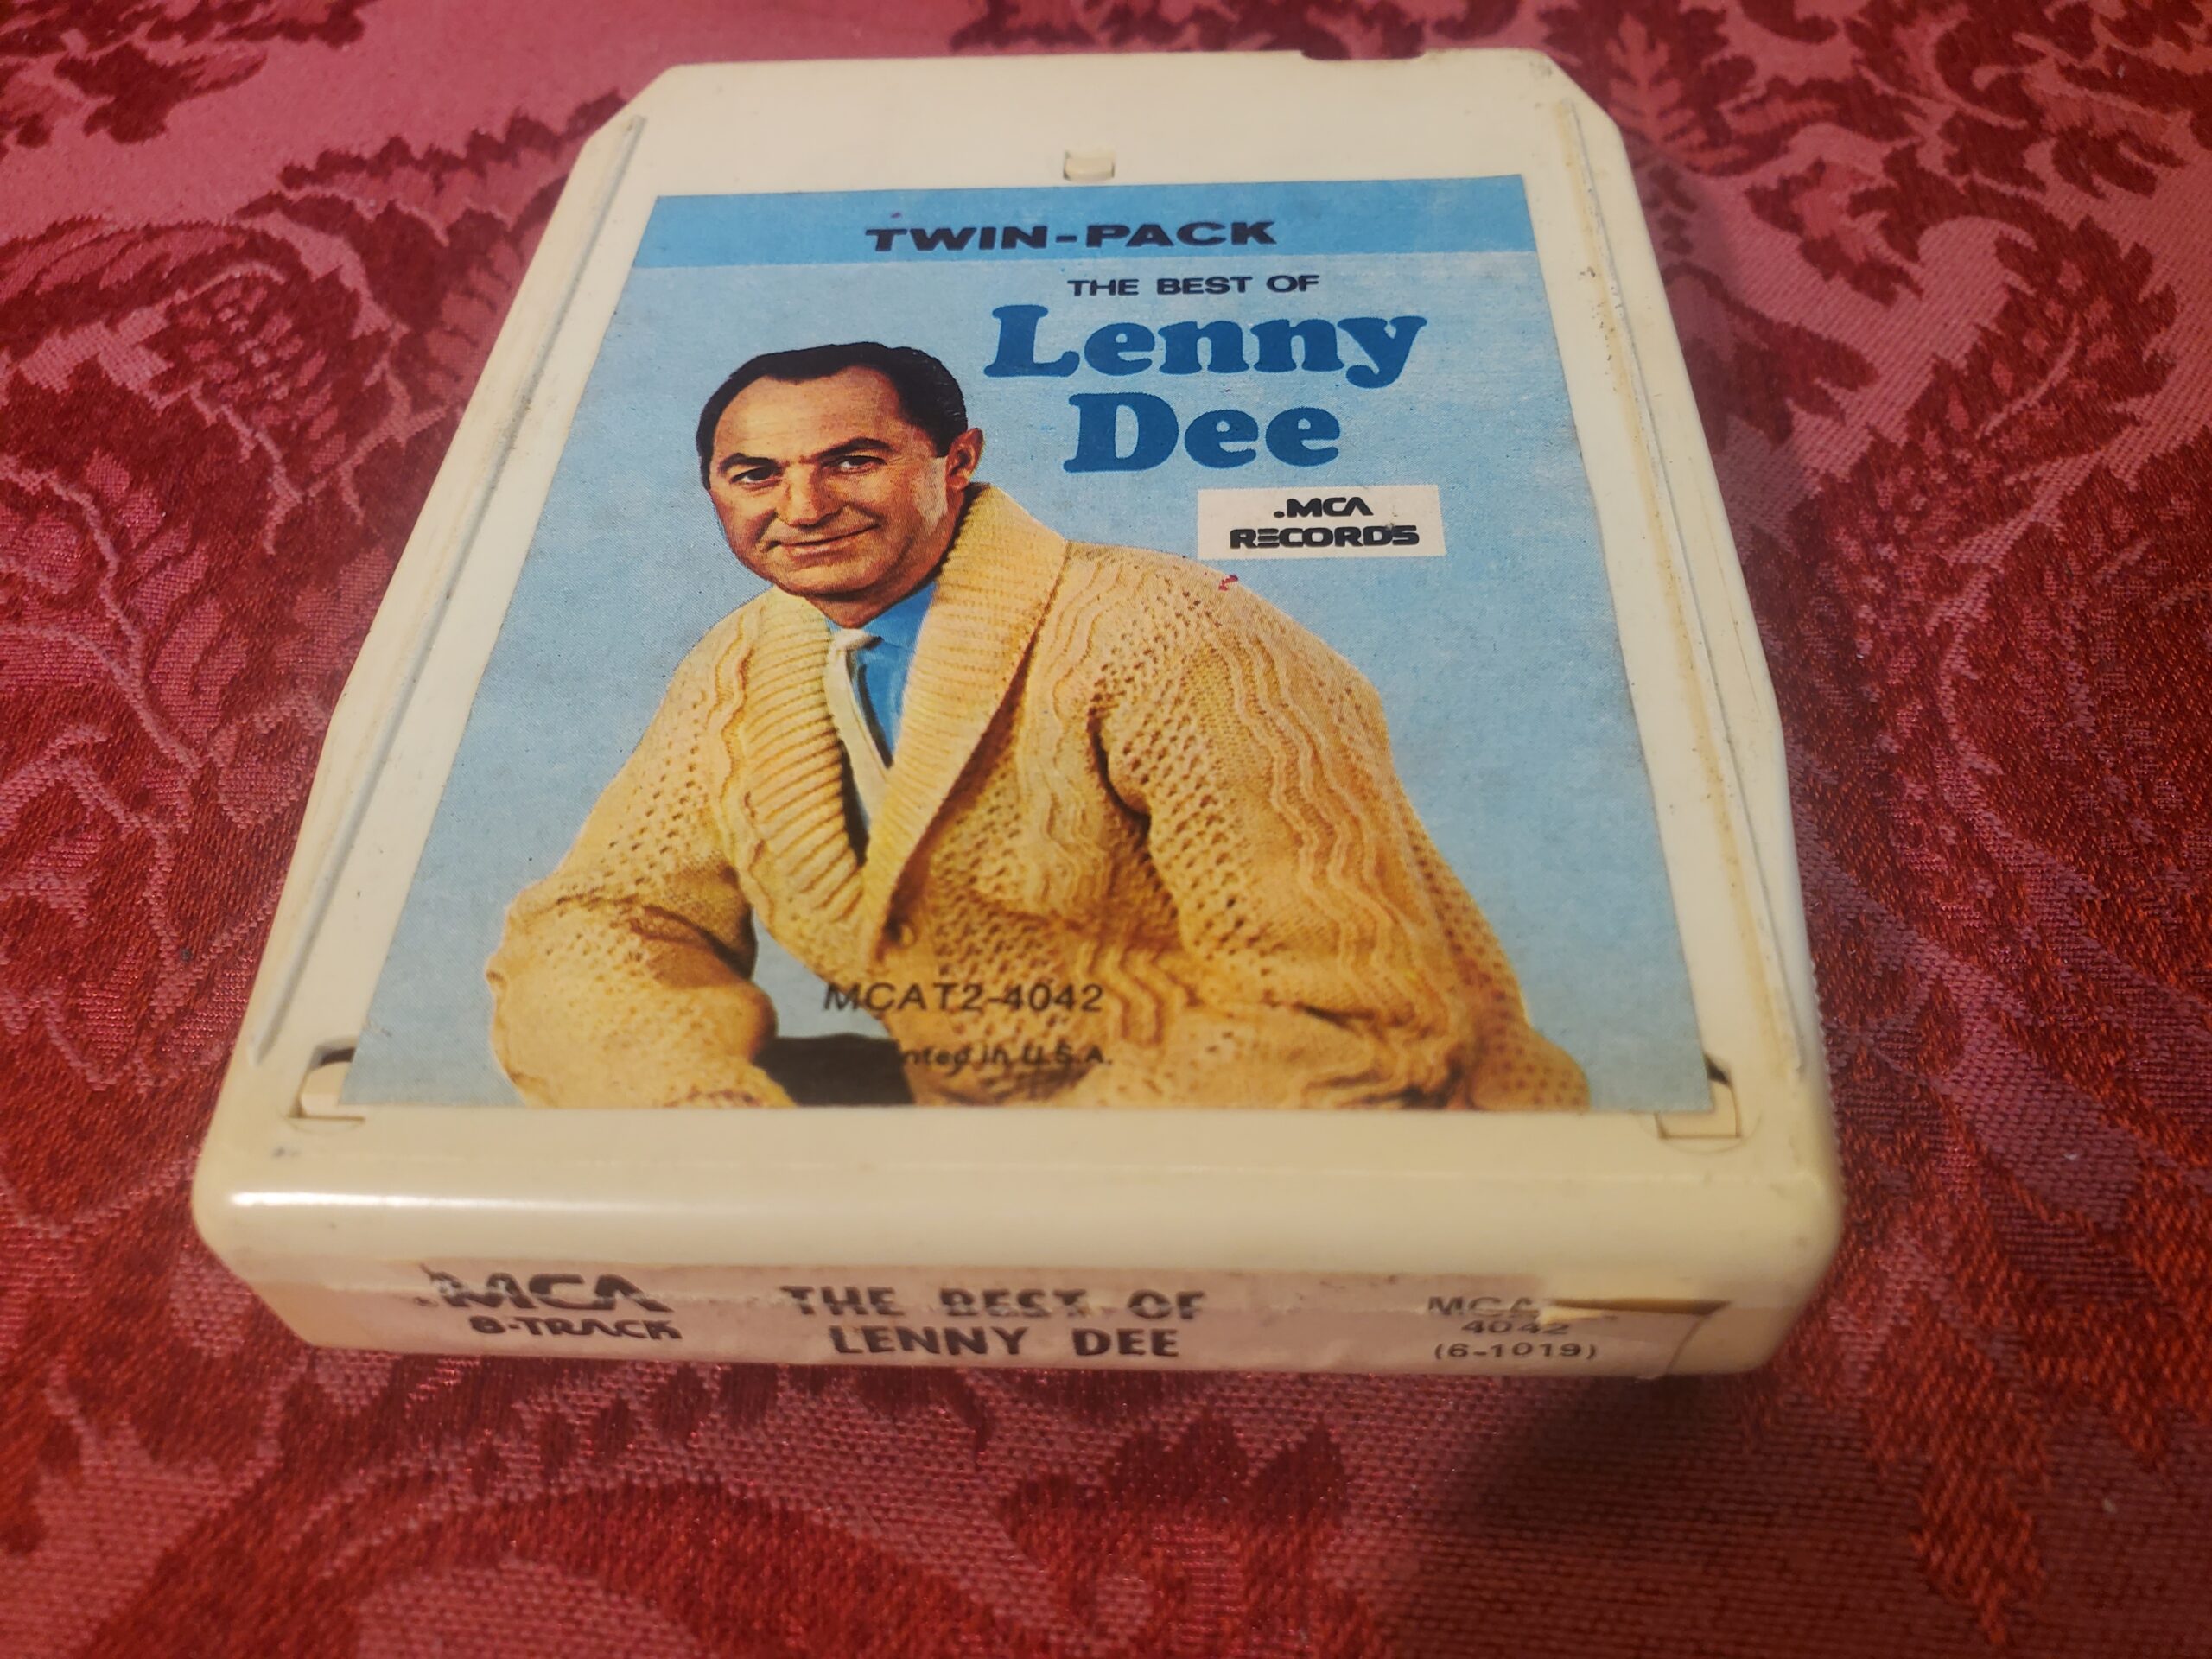 TWIN-PACK
THE BEST OF
Lenny
Dee
.MCA
RECORDS
MCAT2-4042
in U.S.A.
.MCA
8-TRACK
THE BEST OF
LENNY DEE
4042
(6-1019)